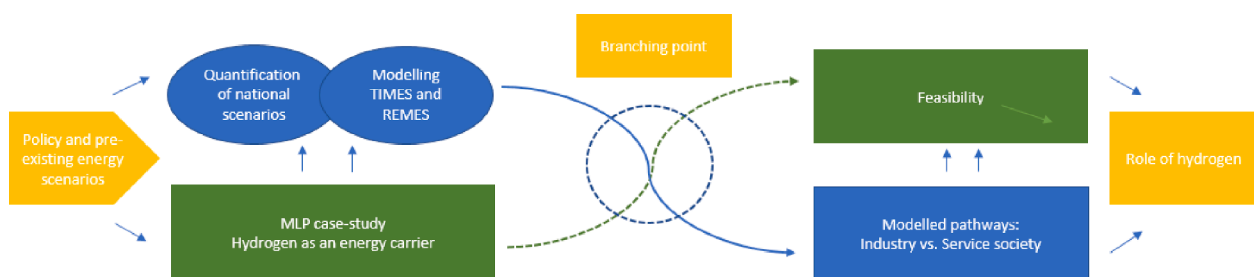 Policy and pre-
existing energy
scenarios
Quantification
of national
scenarios
Modelling
TIMES and
REMES
MLP case-study
Hydrogen as an energy carrier
Branching point
Feasibility
Modelled pathways:
Industry vs. Service society
Role of hydrogen